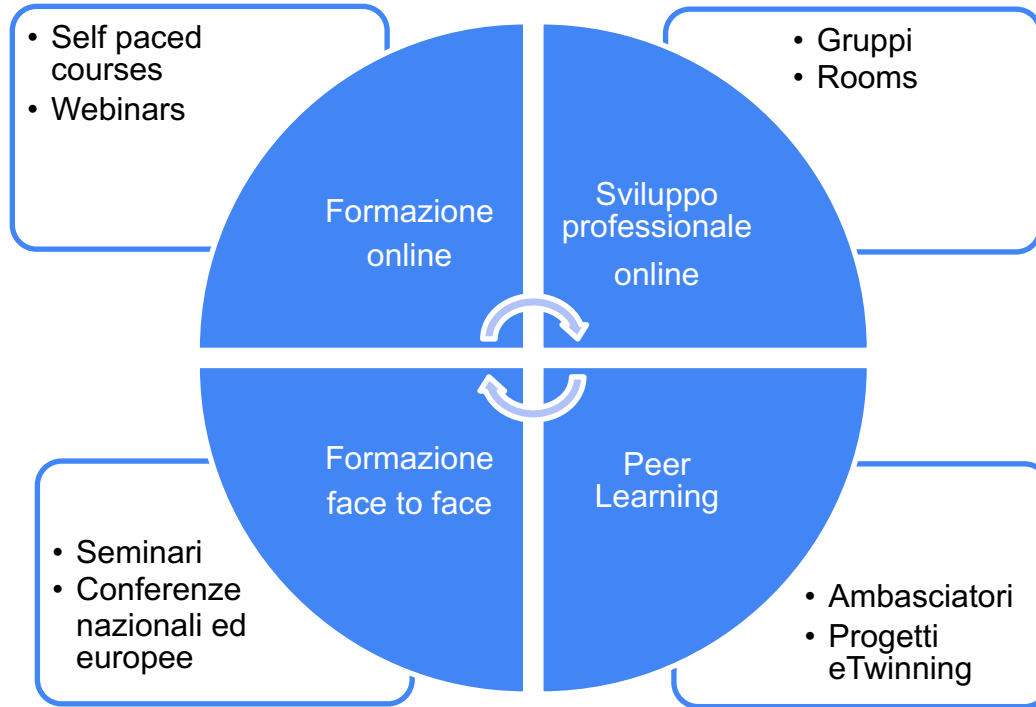 • Self paced
courses
• Webinars
• Gruppi
• Rooms
Formazione
online
Sviluppo
professionale
online
Formazione
face to face
Peer
Learning
• Seminari
• Conferenze
nazionali ed
europee
• Ambasciatori
• Progetti
eTwinning